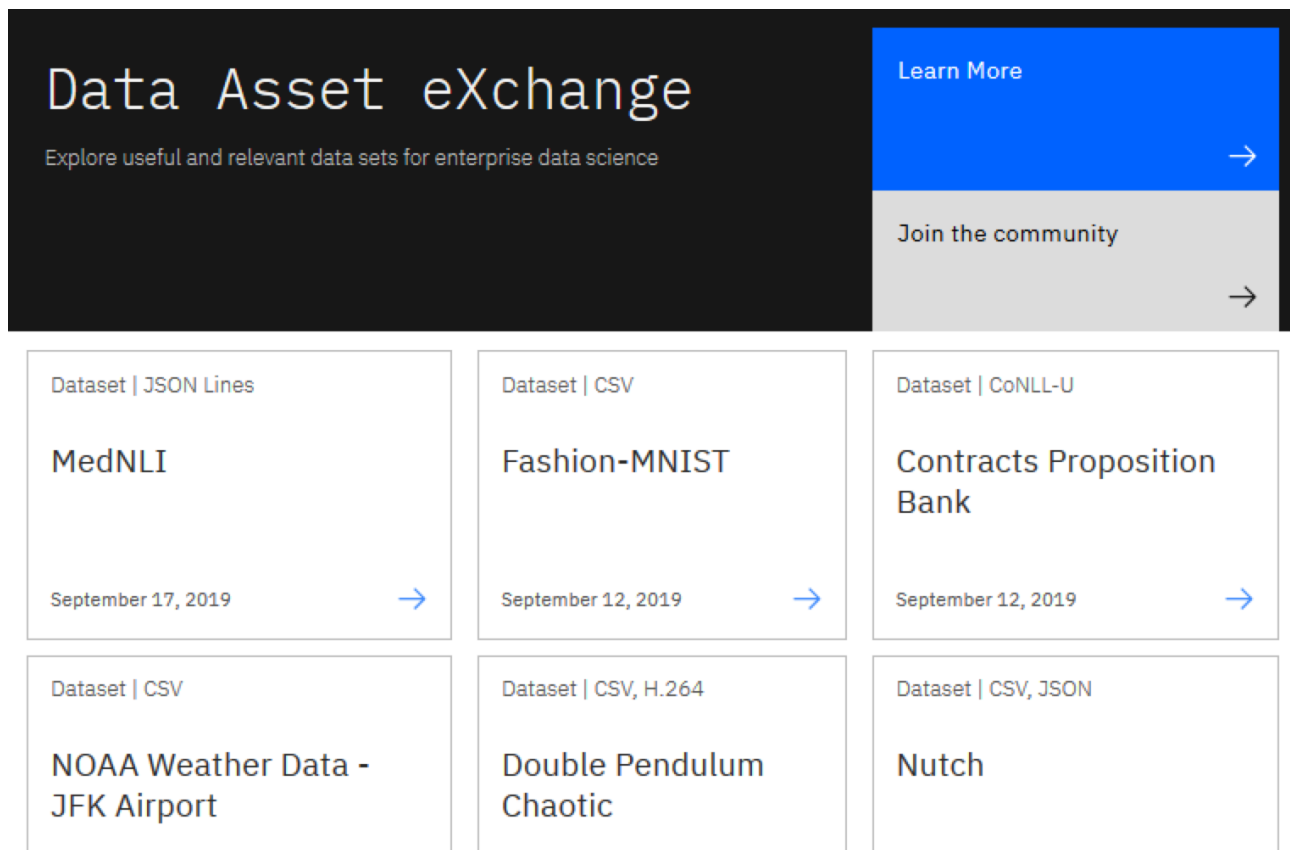 Data Asset eXchange
Explore useful and relevant data sets for enterprise data science
Learn More
Join the community
Dataset | JSON Lines
MedNLI
September 17, 2019
Dataset | CSV
Fashion-MNIST
September 12, 2019
Dataset | CoNLL-U
Contracts Proposition
Bank
September 12, 2019
Dataset | CSV
NOAA Weather Data -
JFK Airport
Dataset | CSV, H.264
Double Pendulum
Chaotic
Dataset | CSV, JSON
Nutch